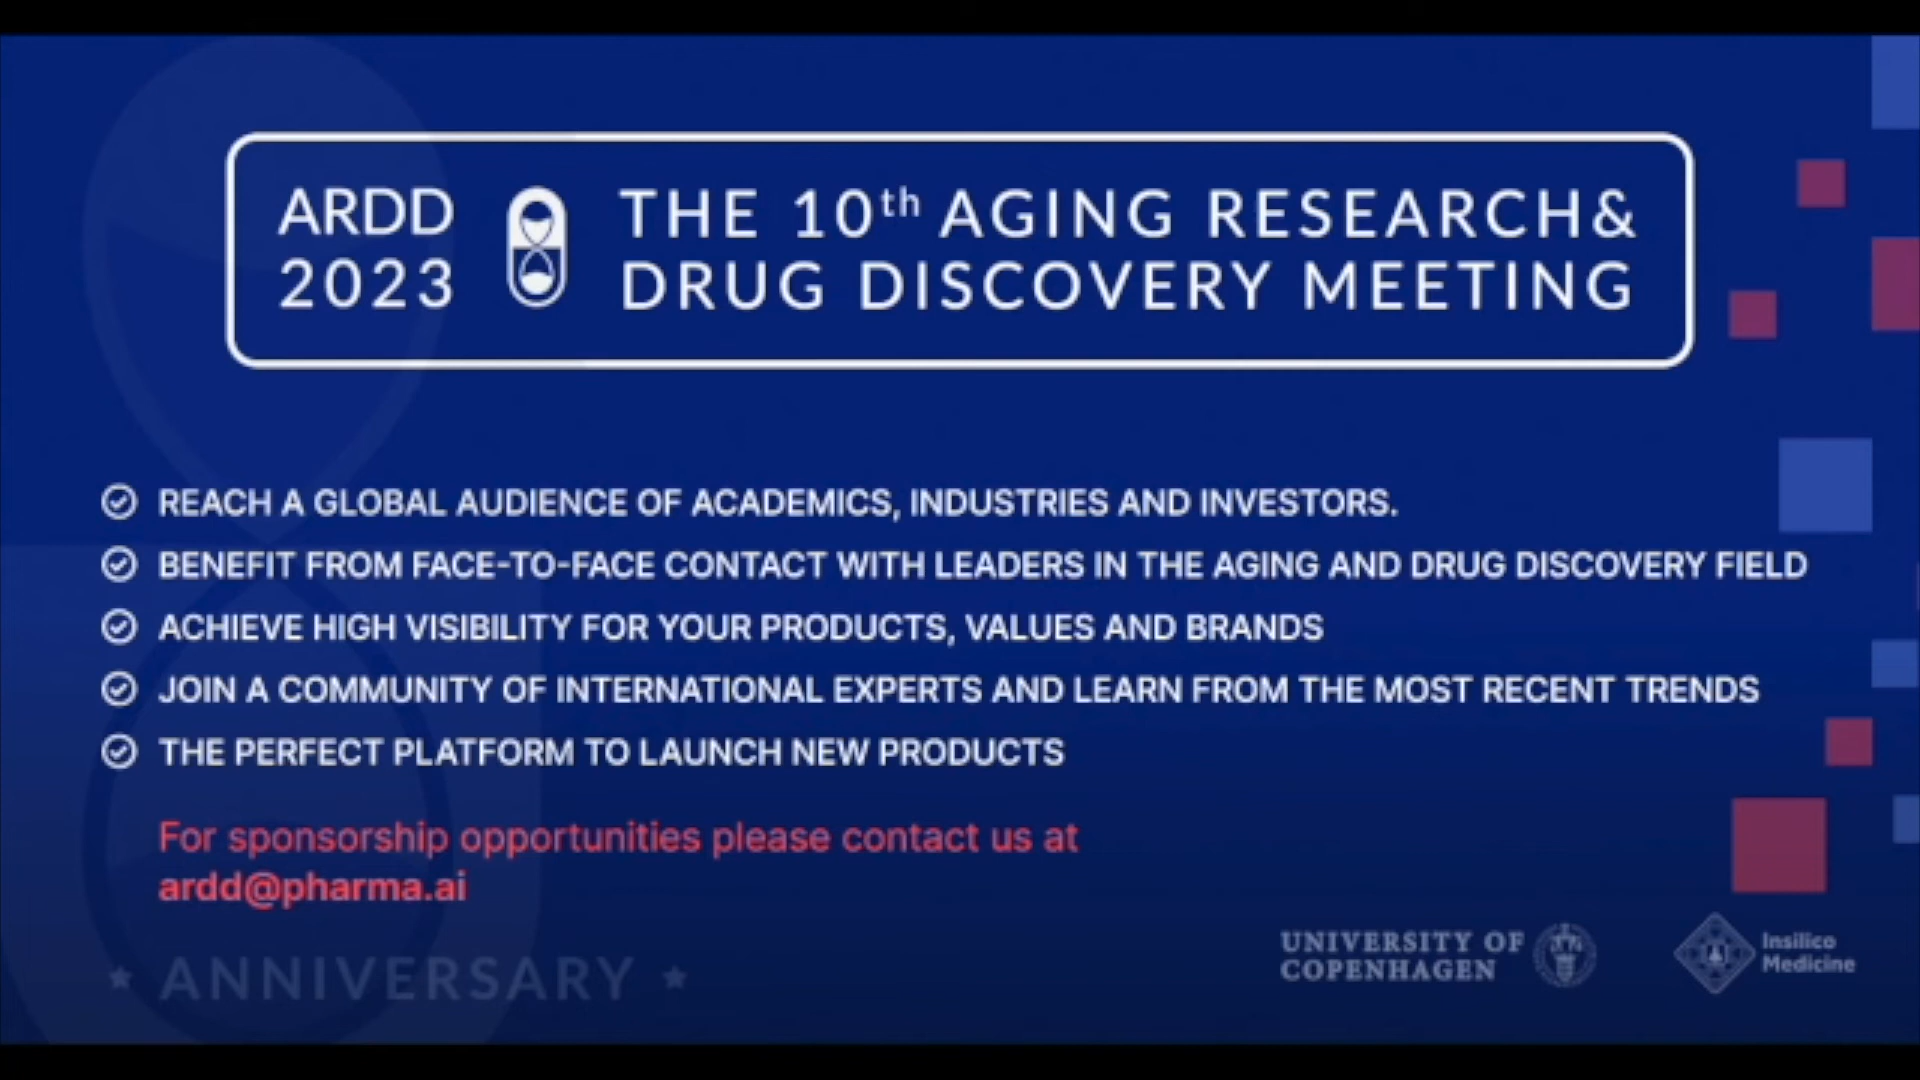 ARDD
2023
THE 10th AGING RESEARCH&
DRUG DISCOVERY MEETING
REACH A GLOBAL AUDIENCE OF ACADEMICS, INDUSTRIES AND INVESTORS.
BENEFIT FROM FACE-TO-FACE CONTACT WITH LEADERS IN THE AGING AND DRUG DISCOVERY FIELD
ACHIEVE HIGH VISIBILITY FOR YOUR PRODUCTS, VALUES AND BRANDS
JOIN A COMMUNITY OF INTERNATIONAL EXPERTS AND LEARN FROM THE MOST RECENT TRENDS
THE PERFECT PLATFORM TO LAUNCH NEW PRODUCTS
For sponsorship opportunities please contact us at
ardd@pharma.ai
ANNIVERSARY
UNIVERSITY OF
COPENHAGEN
Insilico
Medicine